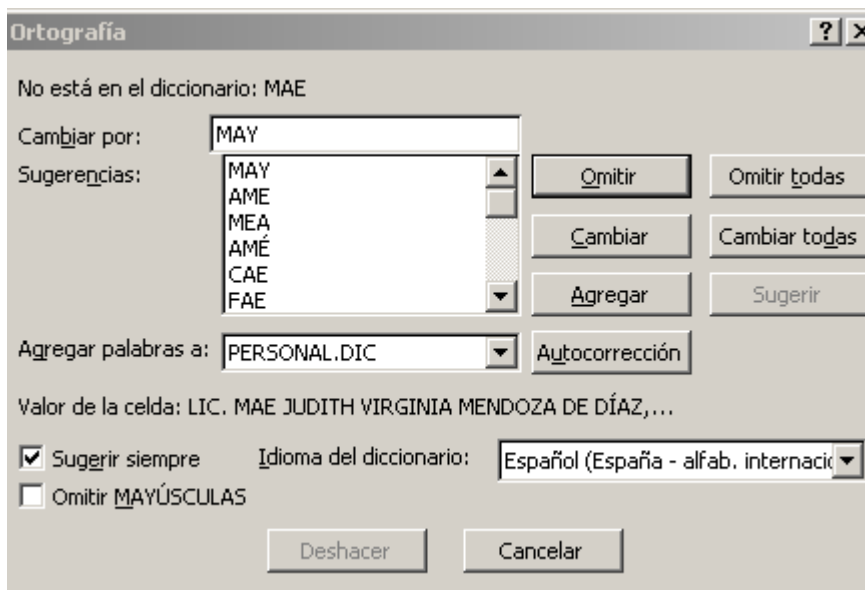 Ortografía
No está en el diccionario: MAE
Cambiar por: MAY
Sugerencias:
MAY
AME
MEA
AMÉ
CAE
FAE
Omitir
Omitir todas
Cambiar
Cambiar todas
Agregar
Sugerir
Agregar palabras a: PERSONAL.DIC
Autocorrección
Valor de la celda: LIC. MAE JUDITH VIRGINIA MENDOZA DE DÍAZ,...
Sugerir siempre
Idioma del diccionario: Español (España - alfab. internacio
Omitir MAYÚSCULAS
Deshacer
Cancelar